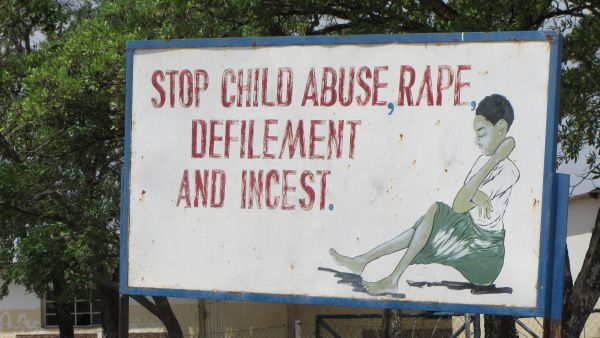 STOP CHILD ABUSE, RAPE,
DEFILEMENT
AND INCEST.